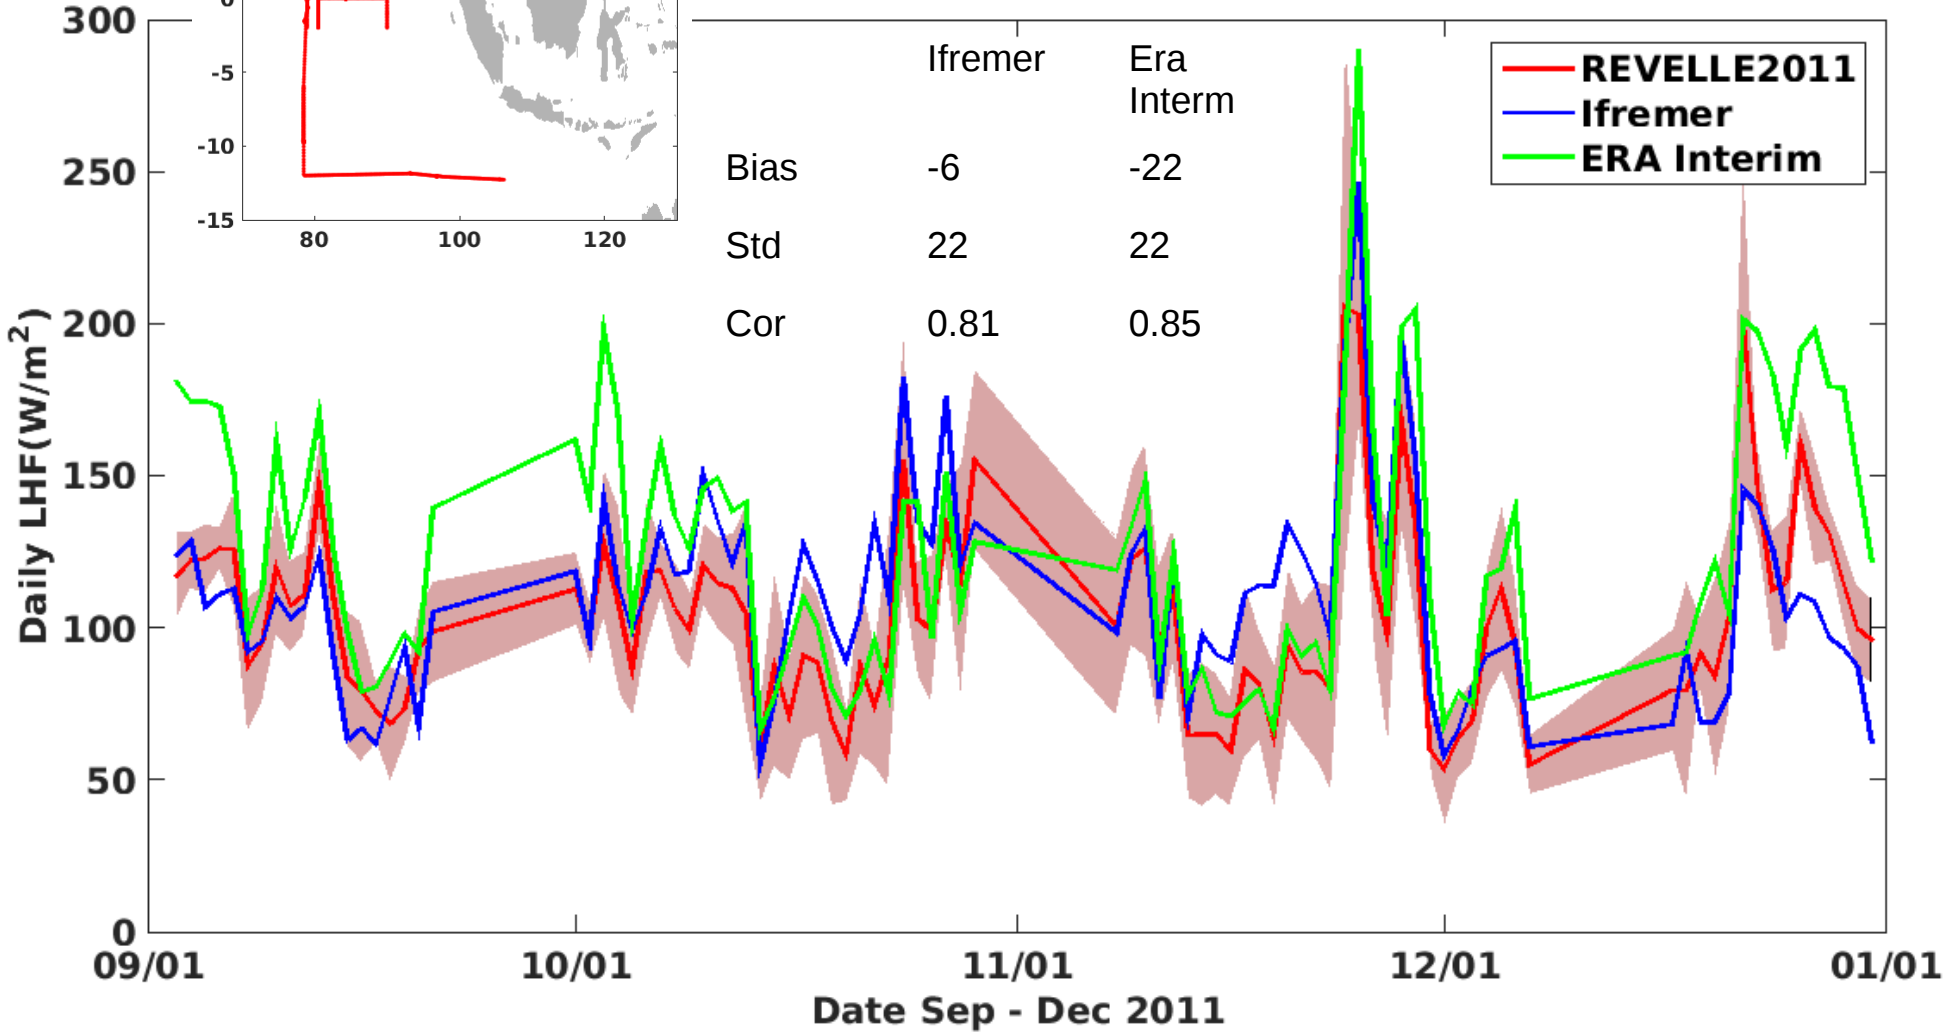 300
250
200
150
100
50
0
Daily LHF(W/m²)
0
-5
-10
-15
80 100 120
Ifremer Era
Interm
Bias -6 -22
Std 22 22
Cor 0.81 0.85
REVELLE2011
Ifremer
ERA Interim
09/01 10/01 11/01 12/01 01/01
Date Sep - Dec 2011